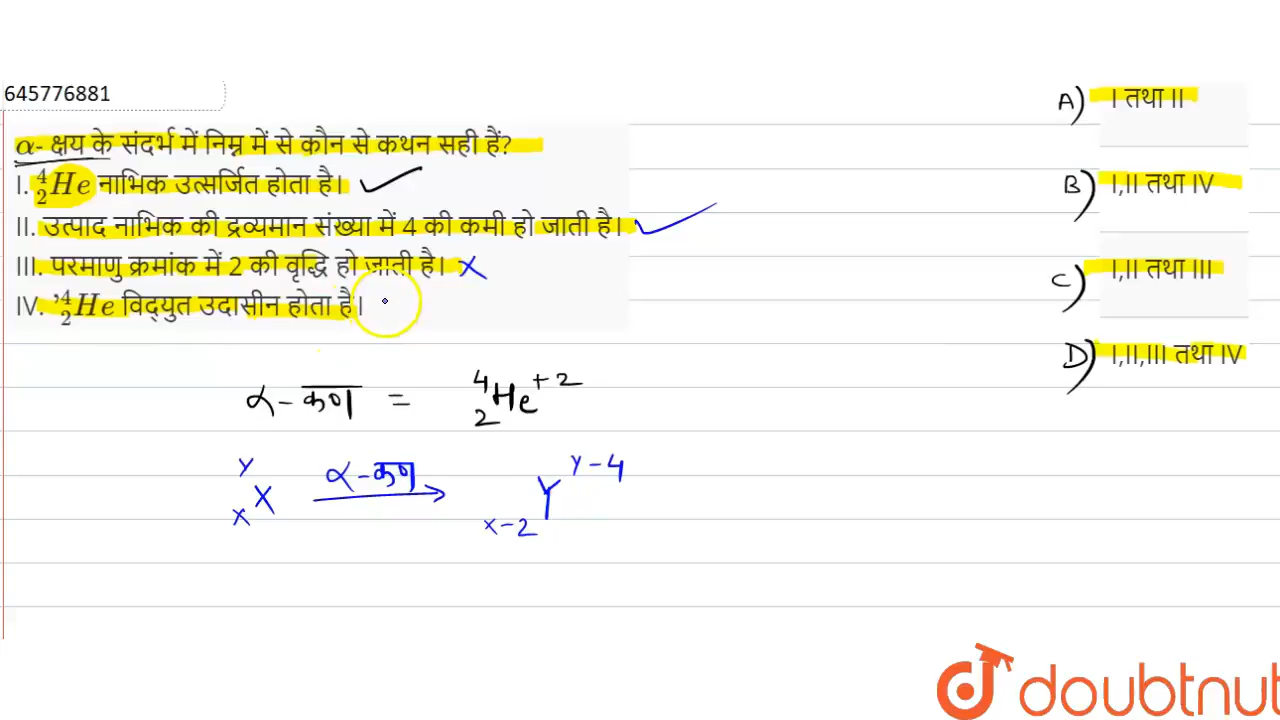 645776881
α- क्षय के संदर्भ में निम्न में से कौन से कथन सही हैं?
I. ⁴₂He नाभिक उत्सर्जित होता है।
II. उत्पाद नाभिक की द्रव्यमान संख्या में 4 की कमी हो जाती है।
III. परमाणु क्रमांक में 2 की वृद्धि हो जाती है। ×
IV. ’⁴₂He विद्युत उदासीन होता है।
A) I तथा II
B) I,II तथा IV
C) I,II तथा III
D) I,II,III तथा IV
α - कण = ⁴₂He⁺²
ʸₓX α - कण → ₓ₋₂Yʸ⁻⁴
doubtnut